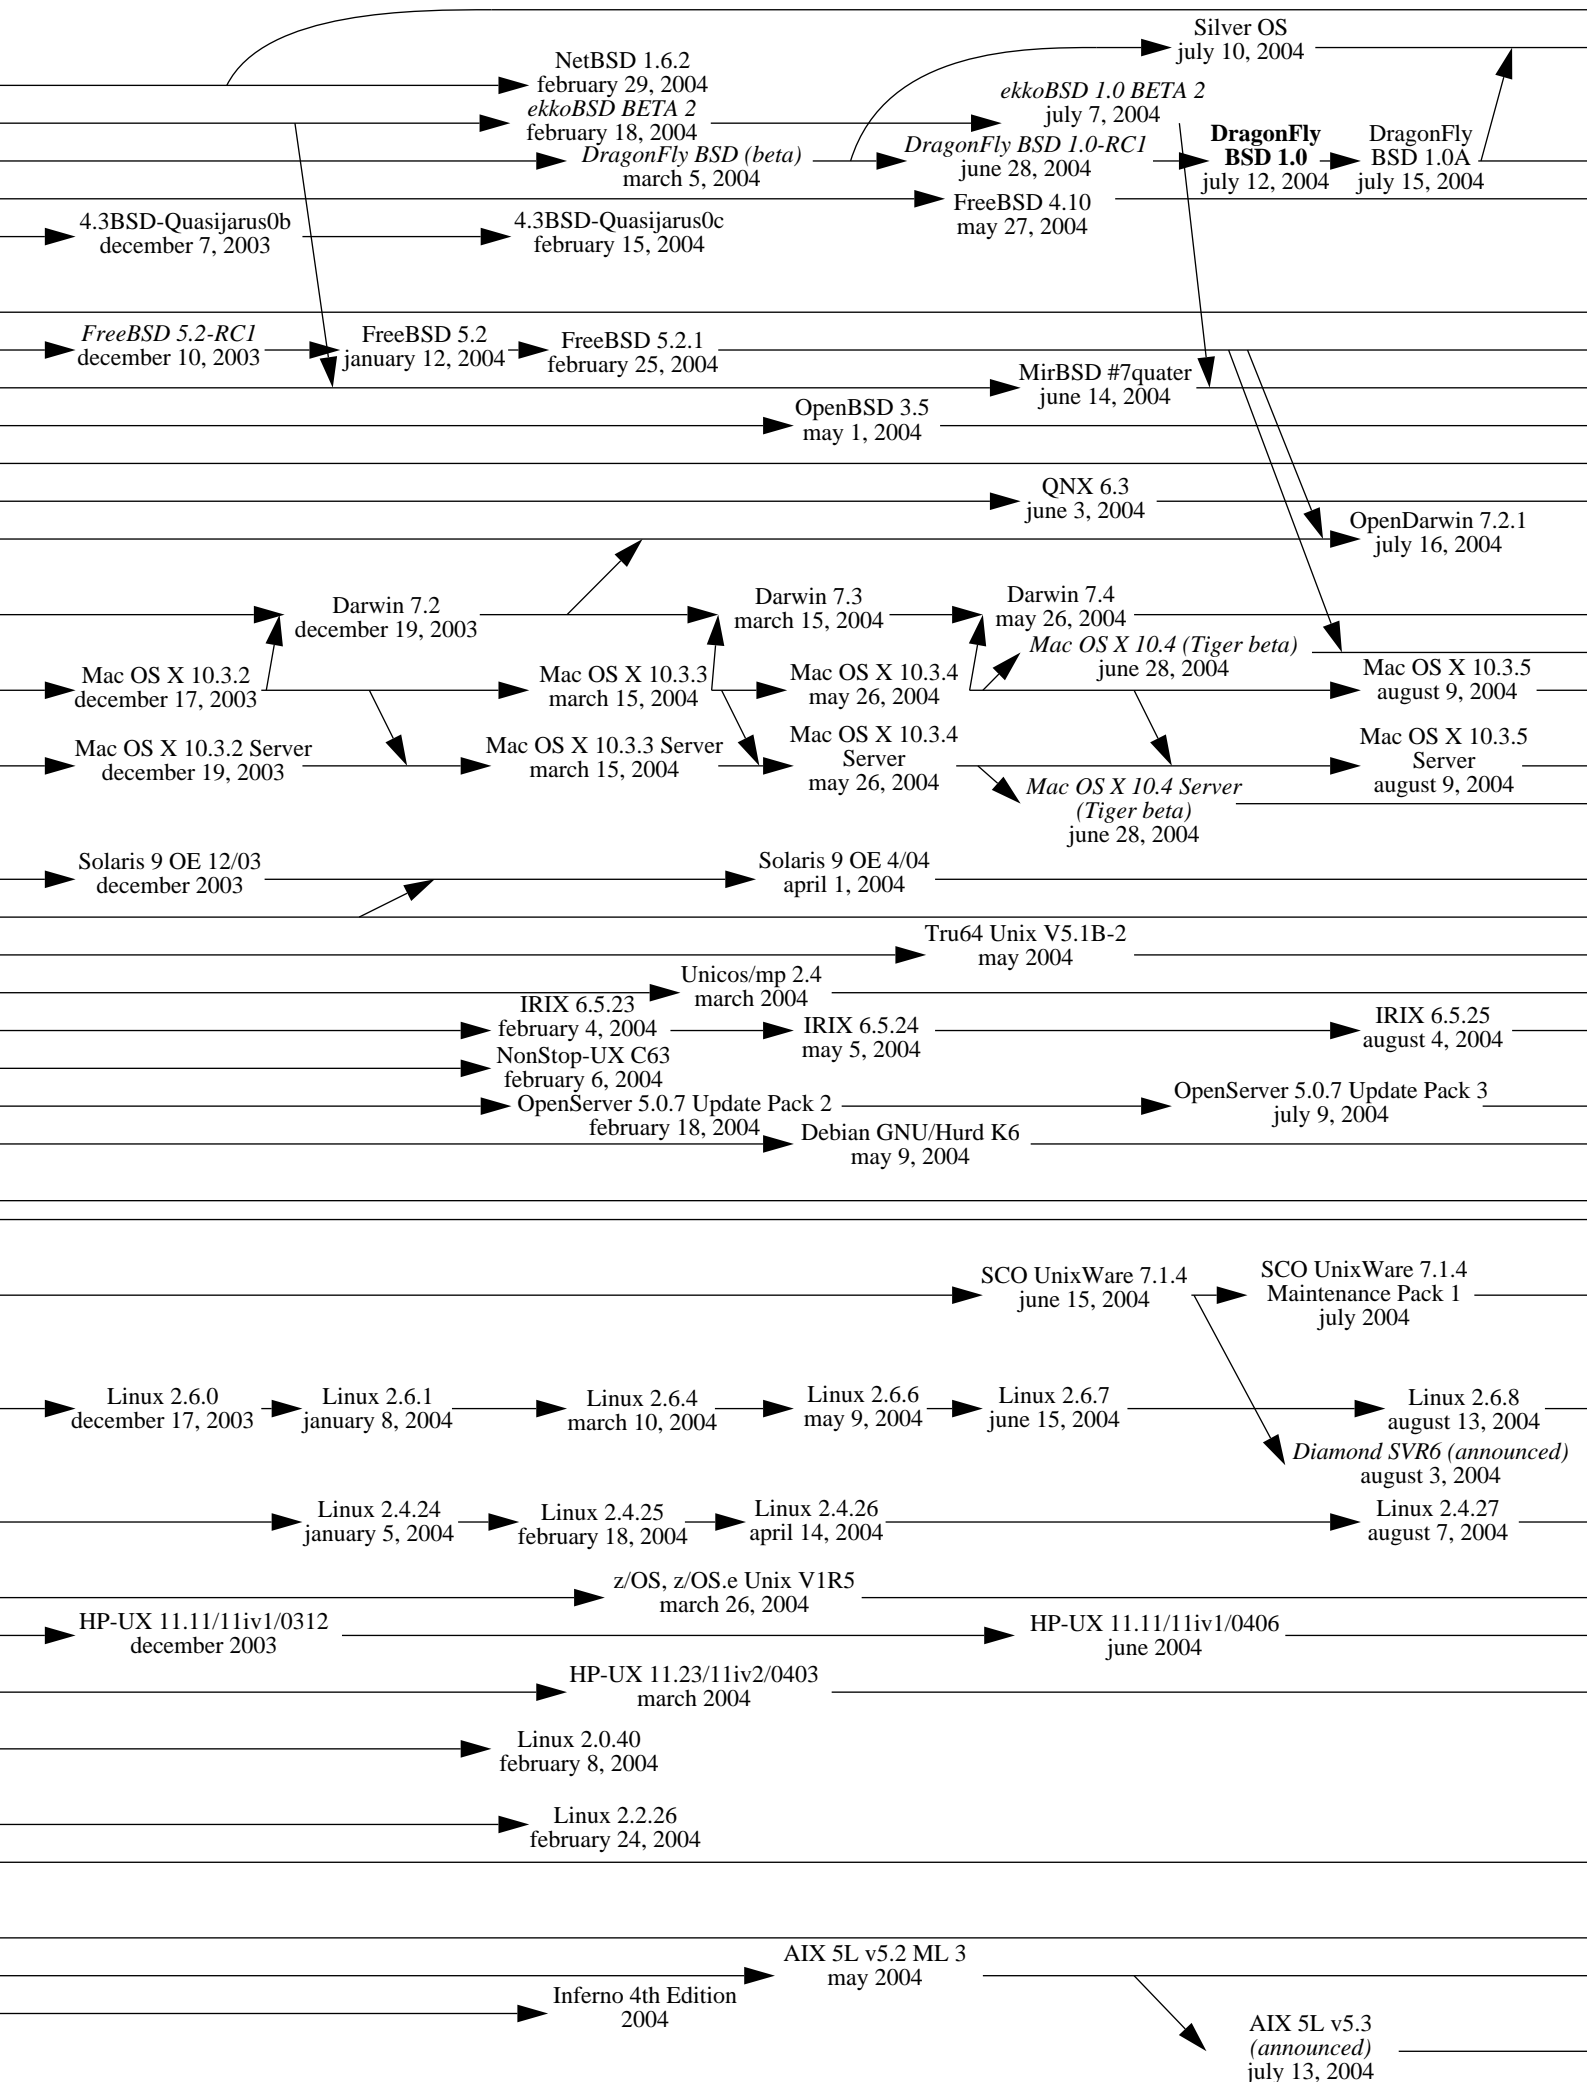 Silver OS
july 10, 2004
NetBSD 1.6.2
february 29, 2004
ekkoBSD BETA 2
february 18, 2004
ekkoBSD 1.0 BETA 2
july 7, 2004
DragonFly BSD (beta)
march 5, 2004
DragonFly BSD 1.0-RC1
june 28, 2004
DragonFly
BSD 1.0
july 12, 2004
DragonFly
BSD 1.0A
july 15, 2004
FreeBSD 4.10
may 27, 2004
4.3BSD-Quasijarus0b
december 7, 2003
4.3BSD-Quasijarus0c
february 15, 2004
FreeBSD 5.2-RC1
december 10, 2003
FreeBSD 5.2
january 12, 2004
FreeBSD 5.2.1
february 25, 2004
MirBSD #7quater
june 14, 2004
OpenBSD 3.5
may 1, 2004
QNX 6.3
june 3, 2004
OpenDarwin 7.2.1
july 16, 2004
Darwin 7.2
december 19, 2003
Darwin 7.3
march 15, 2004
Darwin 7.4
may 26, 2004
Mac OS X 10.4 (Tiger beta)
june 28, 2004
Mac OS X 10.3.2
december 17, 2003
Mac OS X 10.3.3
march 15, 2004
Mac OS X 10.3.4
may 26, 2004
Mac OS X 10.3.5
august 9, 2004
Mac OS X 10.3.2 Server
december 19, 2003
Mac OS X 10.3.3 Server
march 15, 2004
Mac OS X 10.3.4
Server
may 26, 2004
Mac OS X 10.3.5
Server
august 9, 2004
Mac OS X 10.4 Server
(Tiger beta)
june 28, 2004
Solaris 9 OE 12/03
december 2003
Solaris 9 OE 4/04
april 1, 2004
Tru64 Unix V5.1B-2
may 2004
Unicos/mp 2.4
march 2004
IRIX 6.5.23
february 4, 2004
IRIX 6.5.24
may 5, 2004
IRIX 6.5.25
august 4, 2004
NonStop-UX C63
february 6, 2004
OpenServer 5.0.7 Update Pack 2
february 18, 2004
OpenServer 5.0.7 Update Pack 3
july 9, 2004
Debian GNU/Hurd K6
may 9, 2004
SCO UnixWare 7.1.4
june 15, 2004
SCO UnixWare 7.1.4
Maintenance Pack 1
july 2004
Linux 2.6.0
december 17, 2003
Linux 2.6.1
january 8, 2004
Linux 2.6.4
march 10, 2004
Linux 2.6.6
may 9, 2004
Linux 2.6.7
june 15, 2004
Linux 2.6.8
august 13, 2004
Diamond SVR6 (announced)
august 3, 2004
Linux 2.4.24
january 5, 2004
Linux 2.4.25
february 18, 2004
Linux 2.4.26
april 14, 2004
Linux 2.4.27
august 7, 2004
z/OS, z/OS.e Unix V1R5
march 26, 2004
HP-UX 11.11/11iv1/0312
december 2003
HP-UX 11.11/11iv1/0406
june 2004
HP-UX 11.23/11iv2/0403
march 2004
Linux 2.0.40
february 8, 2004
Linux 2.2.26
february 24, 2004
AIX 5L v5.2 ML 3
may 2004
Inferno 4th Edition
2004
AIX 5L v5.3
(announced)
july 13, 2004